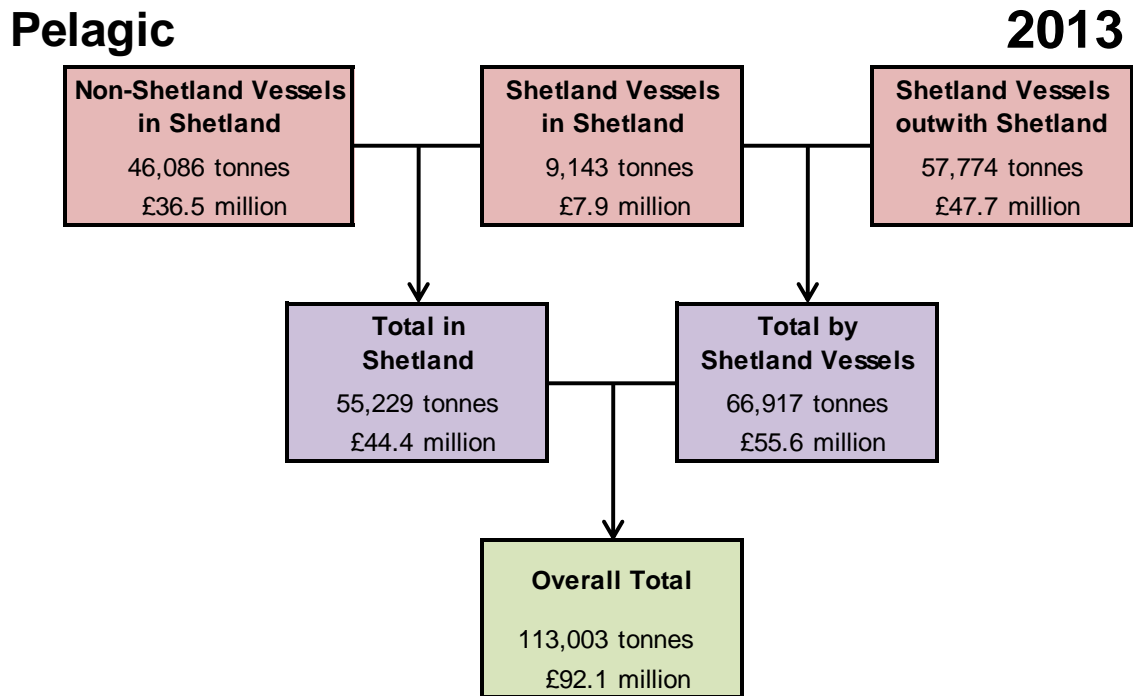 Pelagic
2013
Non-Shetland Vessels
in Shetland
46,086 tonnes
£36.5 million
Shetland Vessels
in Shetland
9,143 tonnes
£7.9 million
Shetland Vessels
outwith Shetland
57,774 tonnes
£47.7 million
Total in
Shetland
55,229 tonnes
£44.4 million
Total by
Shetland Vessels
66,917 tonnes
£55.6 million
Overall Total
113,003 tonnes
£92.1 million